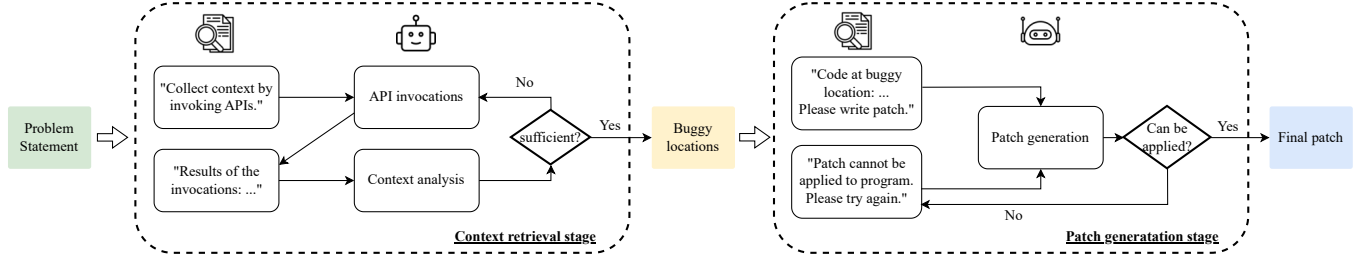 Problem
Statement
"Collect context by
invoking APIs."
API invocations
"Results of the
invocations: ..."
Context analysis
No
sufficient?
Yes
Context retrieval stage
Buggy
locations
"Code at buggy
location: ...
Please write patch."
"Patch cannot be
applied to program.
Please try again."
Patch generation
Can be
applied?
Yes
No
Patch generatation stage
Final patch